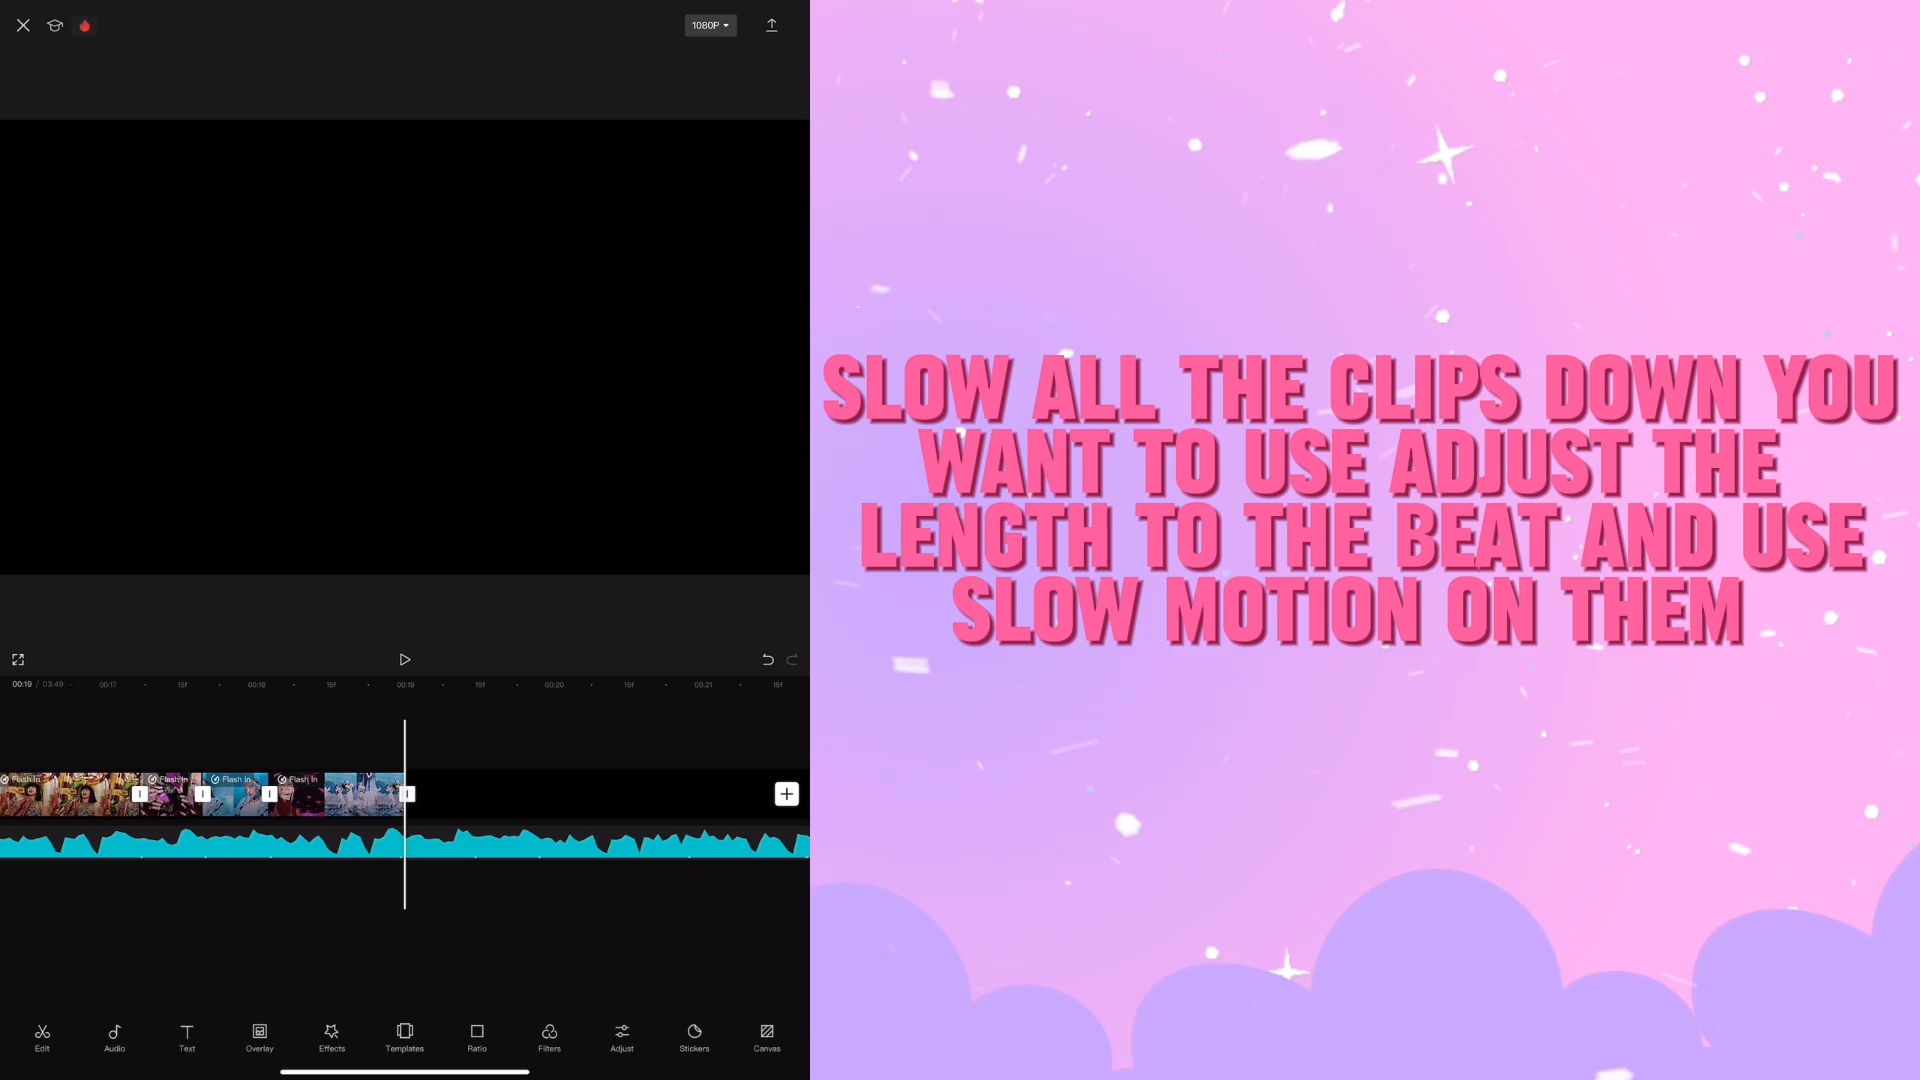 1080P
SLOW ALL THE CLIPS DOWN YOU
WANT TO USE ADJUST THE
LENGTH TO THE BEAT AND USE
SLOW MOTION ON THEM
00:19 / 03:49 00:17 15f 00:18 15f 00:19 15f 00:20 15f 00:21 15f
Flash In Flash In Flash In Flash In
Edit Audio Text Overlay Effects Templates Ratio Filters Adjust Stickers Canvas